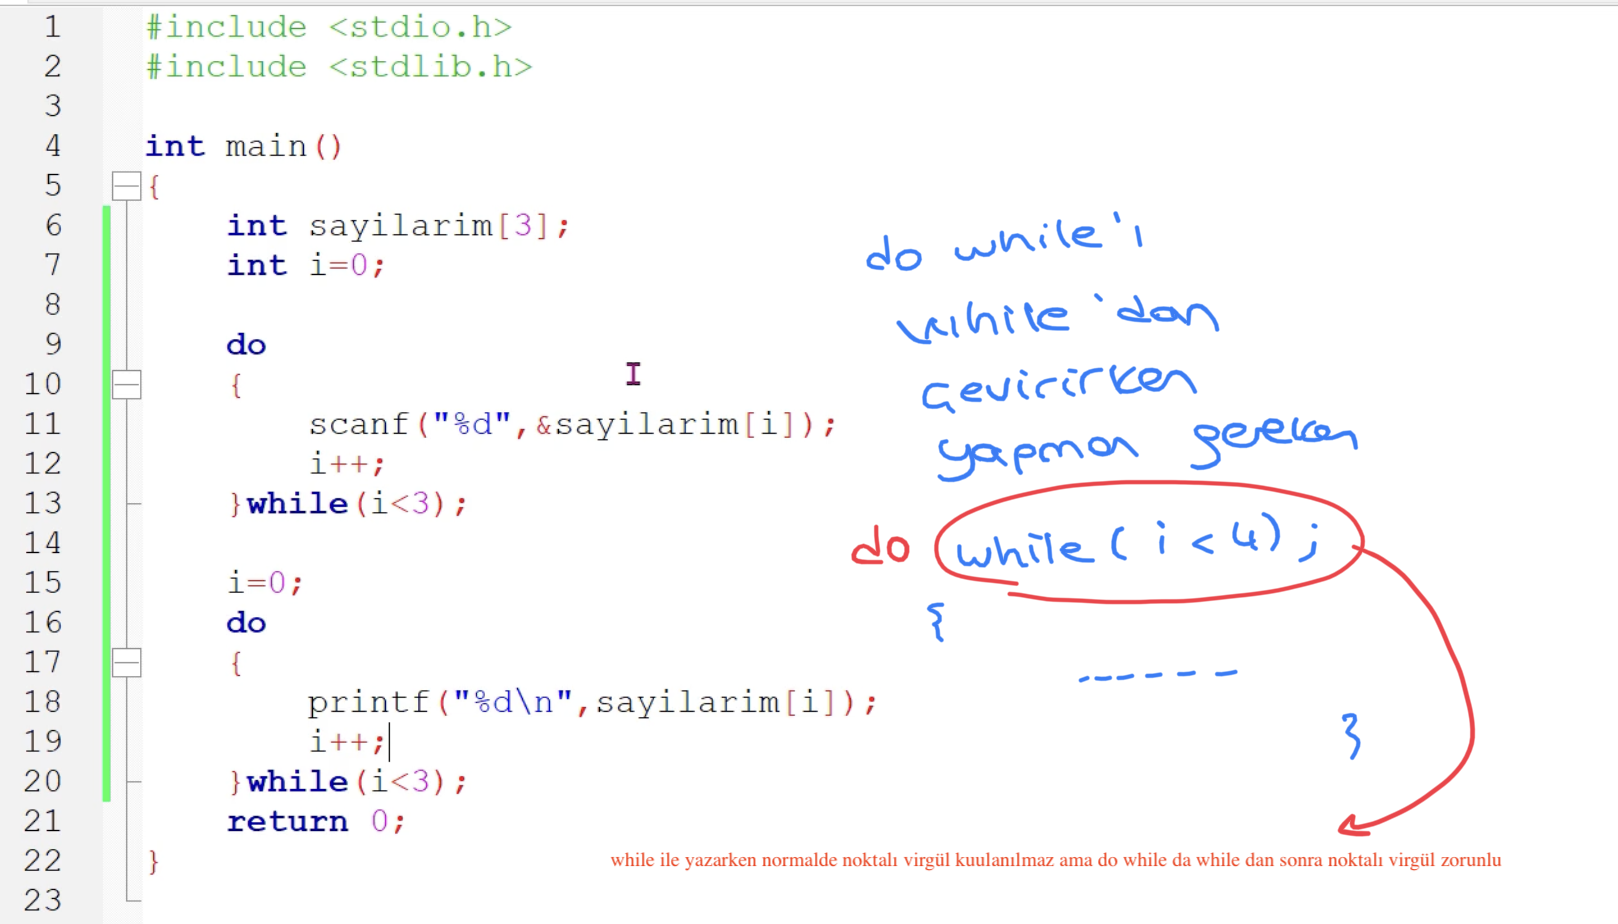 1 #include <stdio.h>
2 #include <stdlib.h>
3
4 int main()
5 {
6 int sayilarim[3];
7 int i=0;
8
9 do
10 {
11 scanf("%d",&sayilarim[i]);
12 i++;
13 }while(i<3);
14
15 i=0;
16 do
17 {
18 printf("%d\n",sayilarim[i]);
19 i++;
20 }while(i<3);
21 return 0;
22 }
23
do while'ı
while'dan
çevirirken
yapman gereken
do while(i<4);
{
------
}
while ile yazarken normalde noktalı virgül kuulanılmaz ama do while da while dan sonra noktalı virgül zorunlu